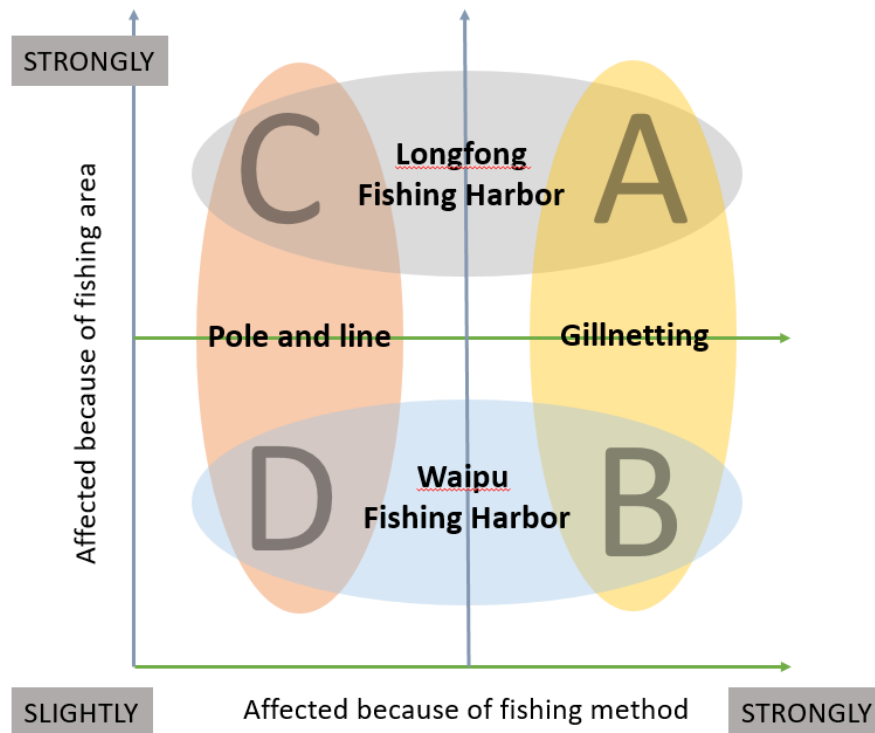 STRONGLY
C
A
Longfong
Fishing Harbor
Affected because of fishing area
Pole and line
Gillnetting
D
B
Waipu
Fishing Harbor
SLIGHTLY
Affected because of fishing method
STRONGLY